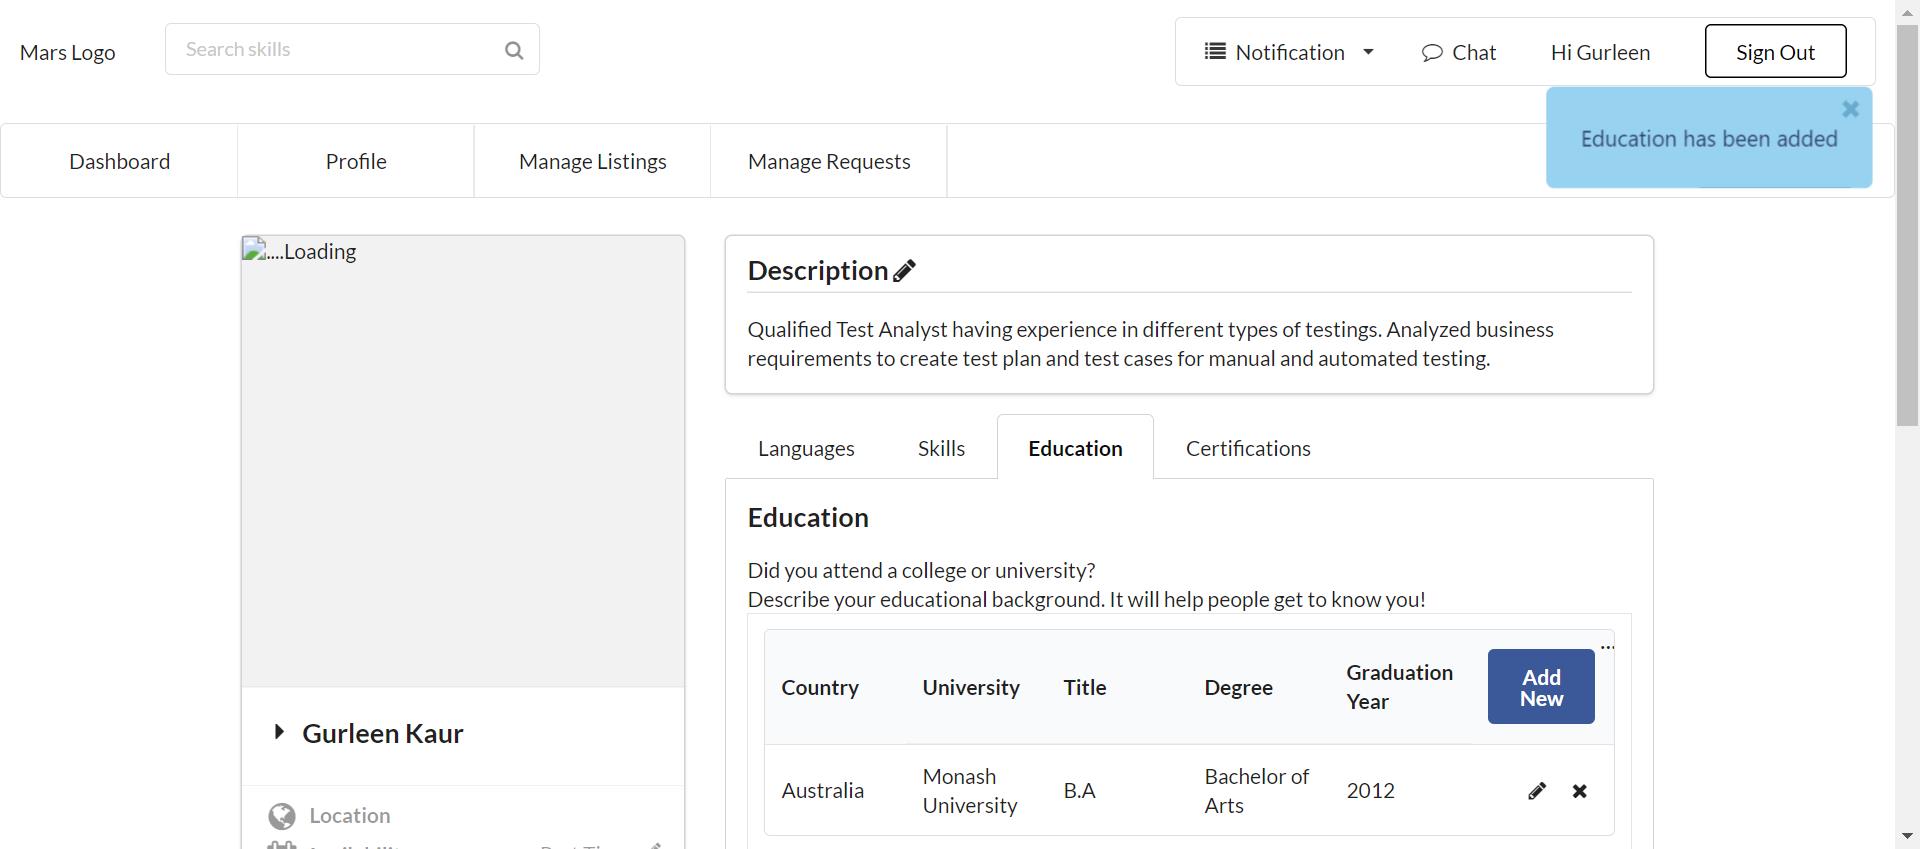 Mars Logo
Search skills
Notification
Chat
Hi Gurleen
Sign Out
Education has been added
Dashboard
Profile
Manage Listings
Manage Requests
....Loading
Description
Qualified Test Analyst having experience in different types of testings. Analyzed business
requirements to create test plan and test cases for manual and automated testing.
Languages
Skills
Education
Certifications
Education
Did you attend a college or university?
Describe your educational background. It will help people get to know you!
Country
University
Title
Degree
Graduation
Year
Add
New
...
Australia
Monash
University
B.A
Bachelor of
Arts
2012
Gurleen Kaur
Location